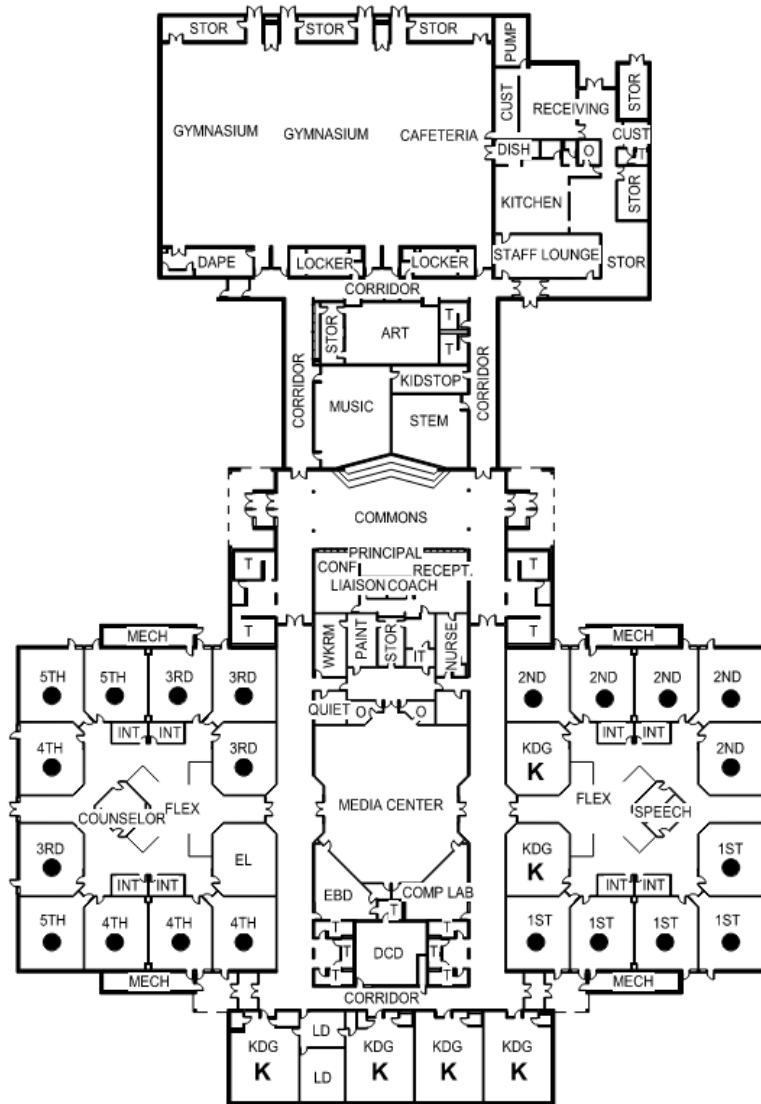 STOR
STOR
STOR
PUMP
STOR
CUST
RECEIVING
GYMNASIUM
GYMNASIUM
CAFETERIA
CUST
DISH
O
T
KITCHEN
STOR
STAFF LOUNGE
STOR
DAPE
LOCKER
LOCKER
CORRIDOR
STOR
ART
T
T
CORRIDOR
KIDSTOP
CORRIDOR
MUSIC
STEM
COMMONS
PRINCIPAL
T
CONF
RECEPT.
T
LIAISON COACH
T
T
MECH
WKRM
PAINT
STOR
IT
NURSE
MECH
5TH
5TH
3RD
3RD
2ND
2ND
2ND
2ND
QUIET
O
O
INT
INT
INT
INT
4TH
3RD
KDG
K
2ND
COUNSELOR
FLEX
MEDIA CENTER
FLEX
SPEECH
3RD
EL
KDG
K
1ST
INT
INT
EBD
COMP LAB
INT
INT
T
5TH
4TH
4TH
4TH
1ST
1ST
1ST
1ST
T
T
T
DCD
T
T
T
MECH
MECH
CORRIDOR
KDG
K
LD
LD
KDG
K
KDG
K
KDG
K